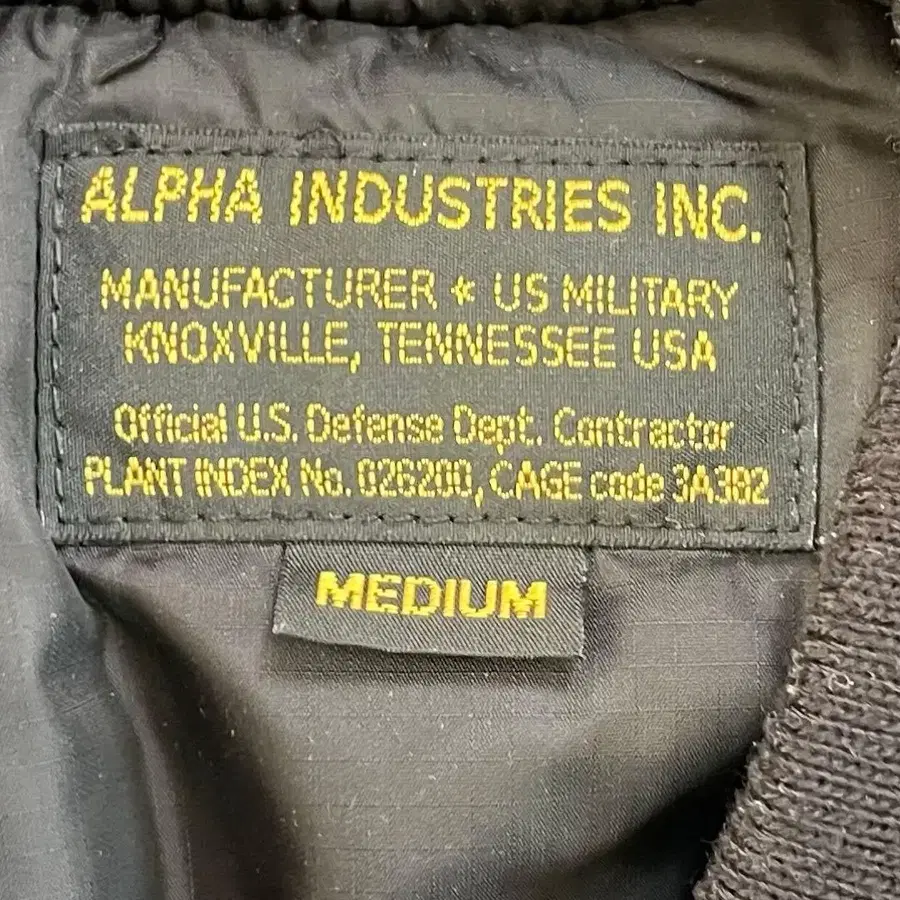 ALPHA INDUSTRIES INC.
MANUFACTURER * US MILITARY
KNOXVILLE, TENNESSEE USA
Official U.S. Defense Dept. Contractor
PLANT INDEX No. 026200, CAGE code 3A382
MEDIUM